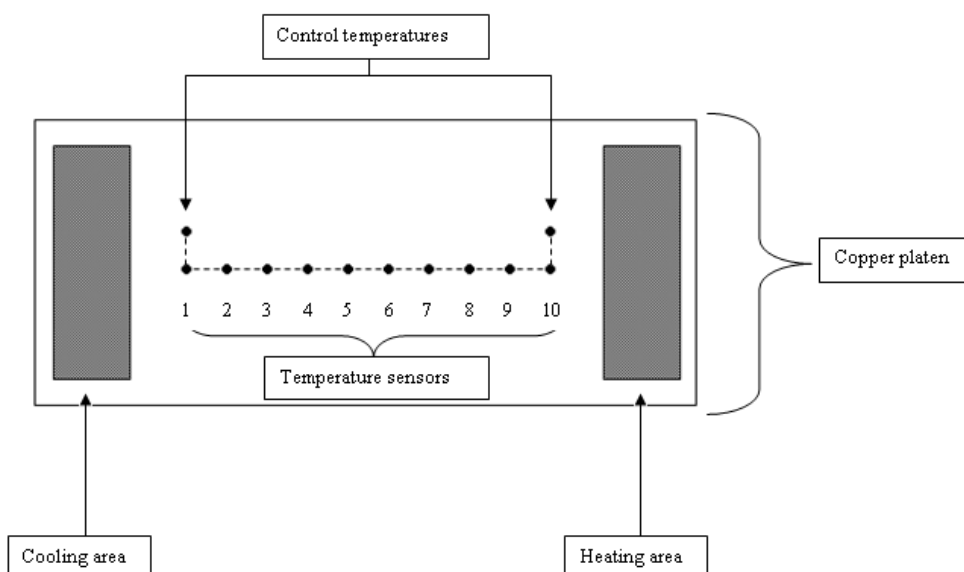 Control temperatures
Copper platen
1 2 3 4 5 6 7 8 9 10
Temperature sensors
Cooling area
Heating area